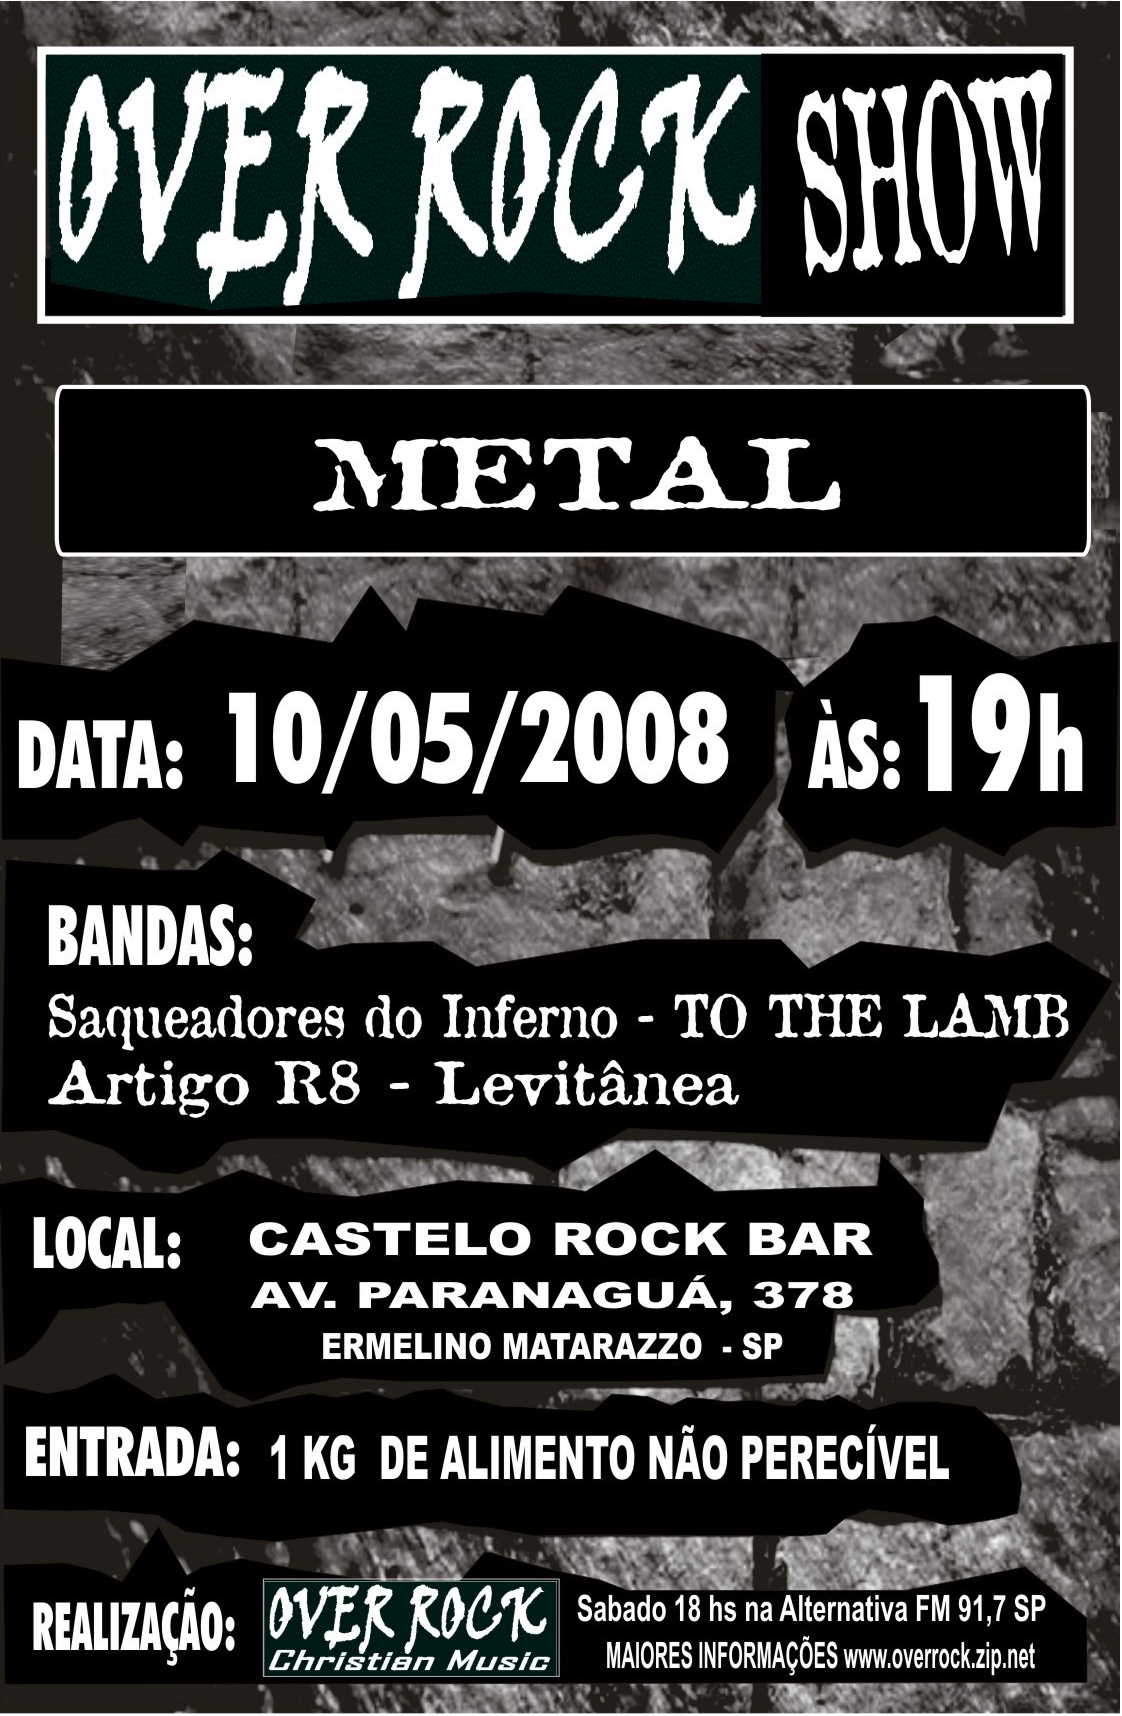 OVER ROCK SHOW
METAL
DATA: 10/05/2008 ÀS: 19h
BANDAS:
Saqueadores do Inferno - TO THE LAMB
Artigo R8 - Levitânea
LOCAL: CASTELO ROCK BAR
AV. PARANAGUÁ, 378
ERMELINO MATARAZZO - SP
ENTRADA: 1 KG DE ALIMENTO NÃO PERECÍVEL
REALIZAÇÃO: OVER ROCK
Christian Music
Sabado 18 hs na Alternativa FM 91,7 SP
MAIORES INFORMAÇÕES www.overrock.zip.net